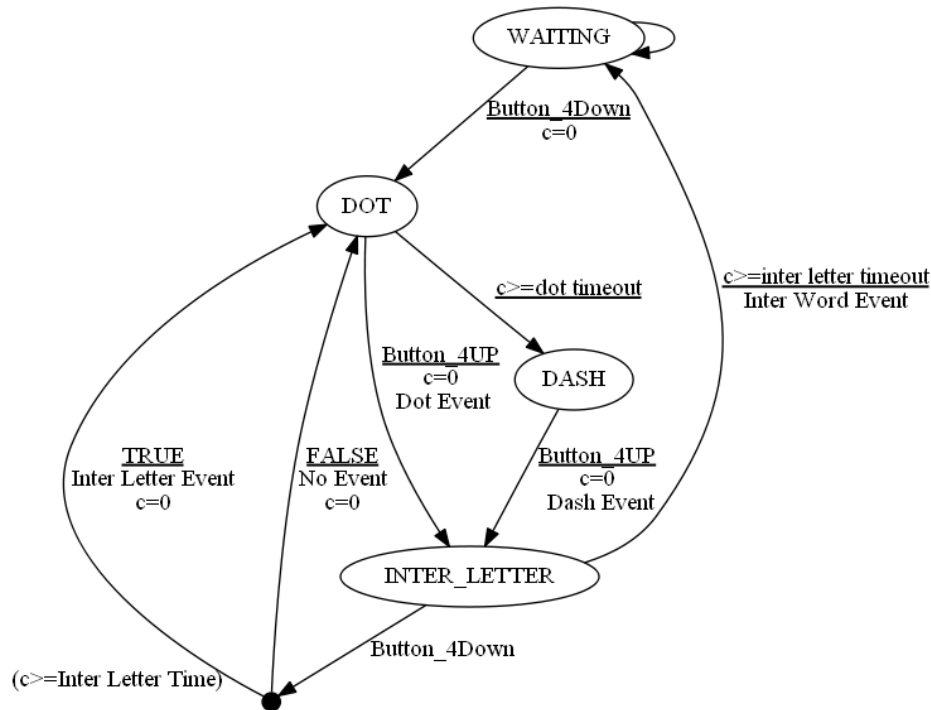 WAITING
Button_4Down
c=0
DOT
c>=dot timeout
c>=inter letter timeout
Inter Word Event
Button_4UP
c=0
Dot Event
DASH
TRUE
Inter Letter Event
c=0
FALSE
No Event
c=0
Button_4UP
c=0
Dash Event
INTER_LETTER
Button_4Down
(c>=Inter Letter Time)